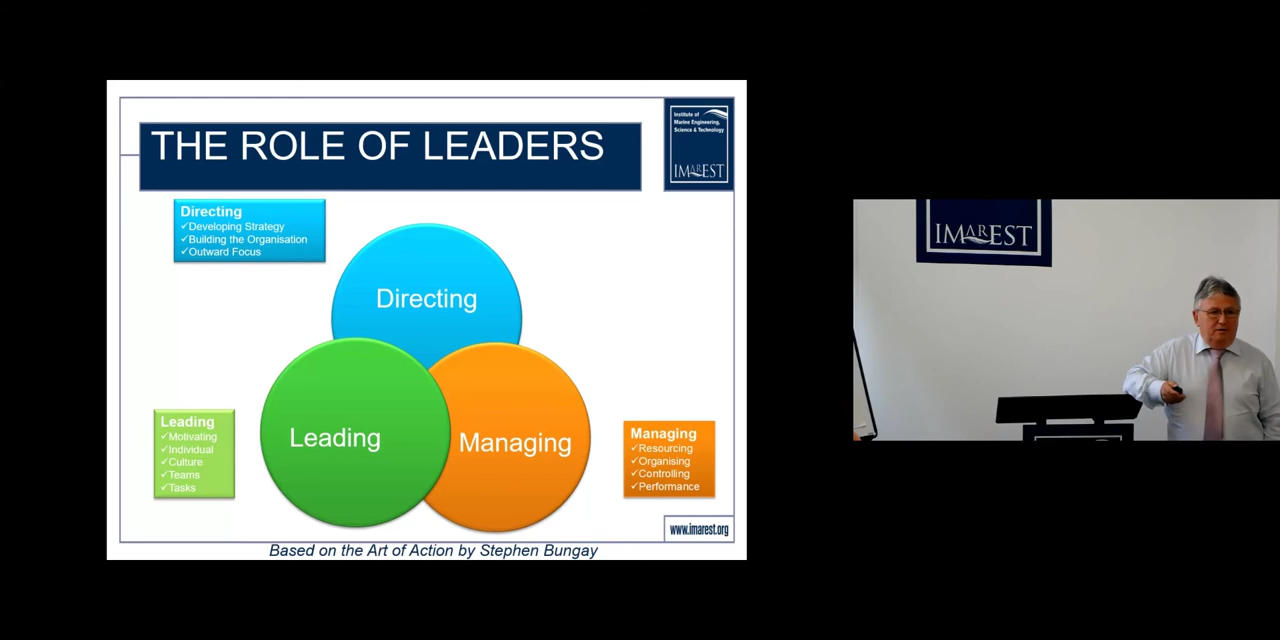 THE ROLE OF LEADERS
Institute of
Marine Engineering,
Science & Technology
IMarEST
Directing
✓Developing Strategy
✓Building the Organisation
✓Outward Focus
Directing
Leading
Managing
Leading
✓Motivating
✓Individual
✓Culture
✓Teams
✓Tasks
Managing
✓Resourcing
✓Organising
✓Controlling
✓Performance
www.imarest.org
Based on the Art of Action by Stephen Bungay
IMarEST